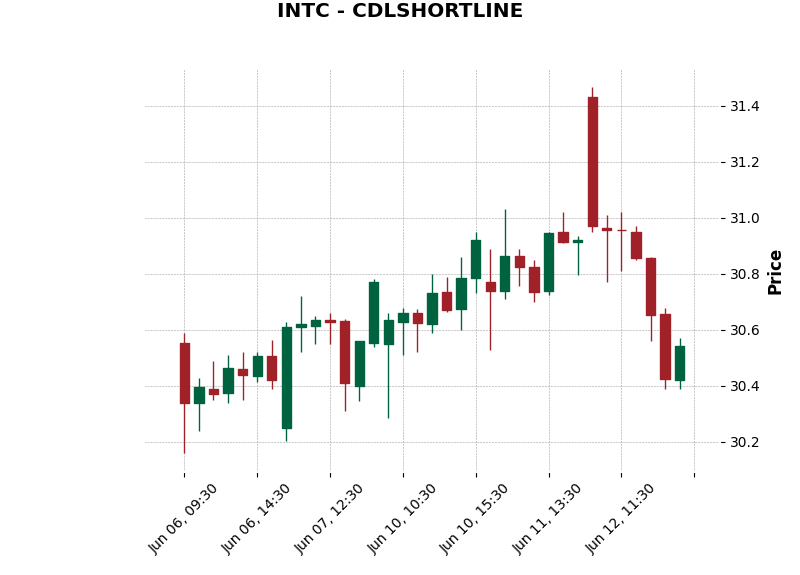 INTC - CDLSHORTLINE
31.4
31.2
31.0
30.8
30.6
30.4
30.2
Price
Jun 06, 09:30
Jun 06, 14:30
Jun 07, 12:30
Jun 10, 10:30
Jun 10, 15:30
Jun 11, 13:30
Jun 12, 11:30